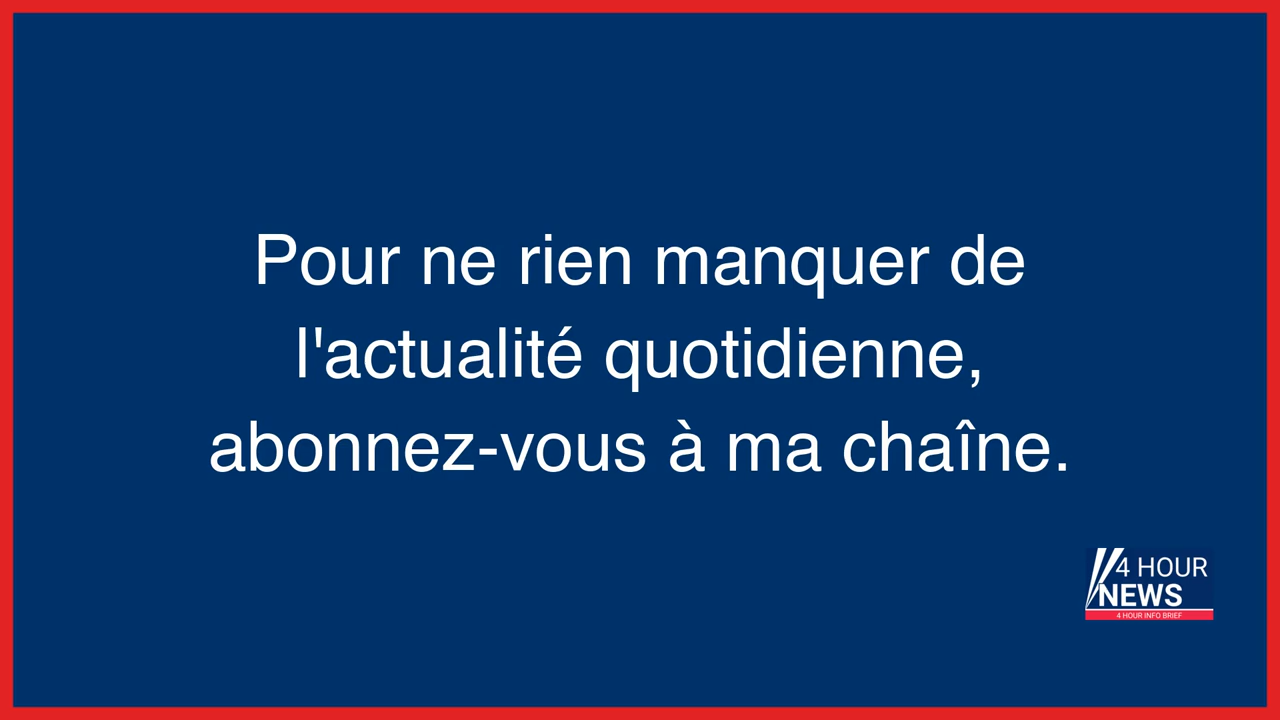 Pour ne rien manquer de
l'actualité quotidienne,
abonnez-vous à ma chaîne.
4 HOUR
NEWS
4 HOUR INFO BRIEF